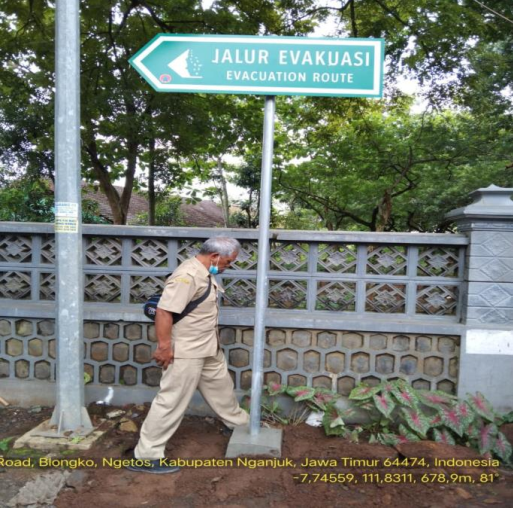 JALUR EVAKUASI
EVACUATION ROUTE
Road, Blongko, Ngetos, Kabupaten Nganjuk, Jawa Timur 64474, Indonesia
-7,74559, 111,8311, 678,9m, 81°